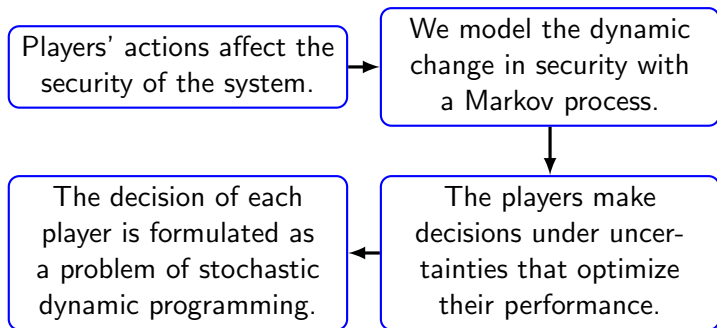 Players' actions affect the
security of the system.
We model the dynamic
change in security with
a Markov process.
The players make
decisions under uncer-
tainties that optimize
their performance.
The decision of each
player is formulated as
a problem of stochastic
dynamic programming.